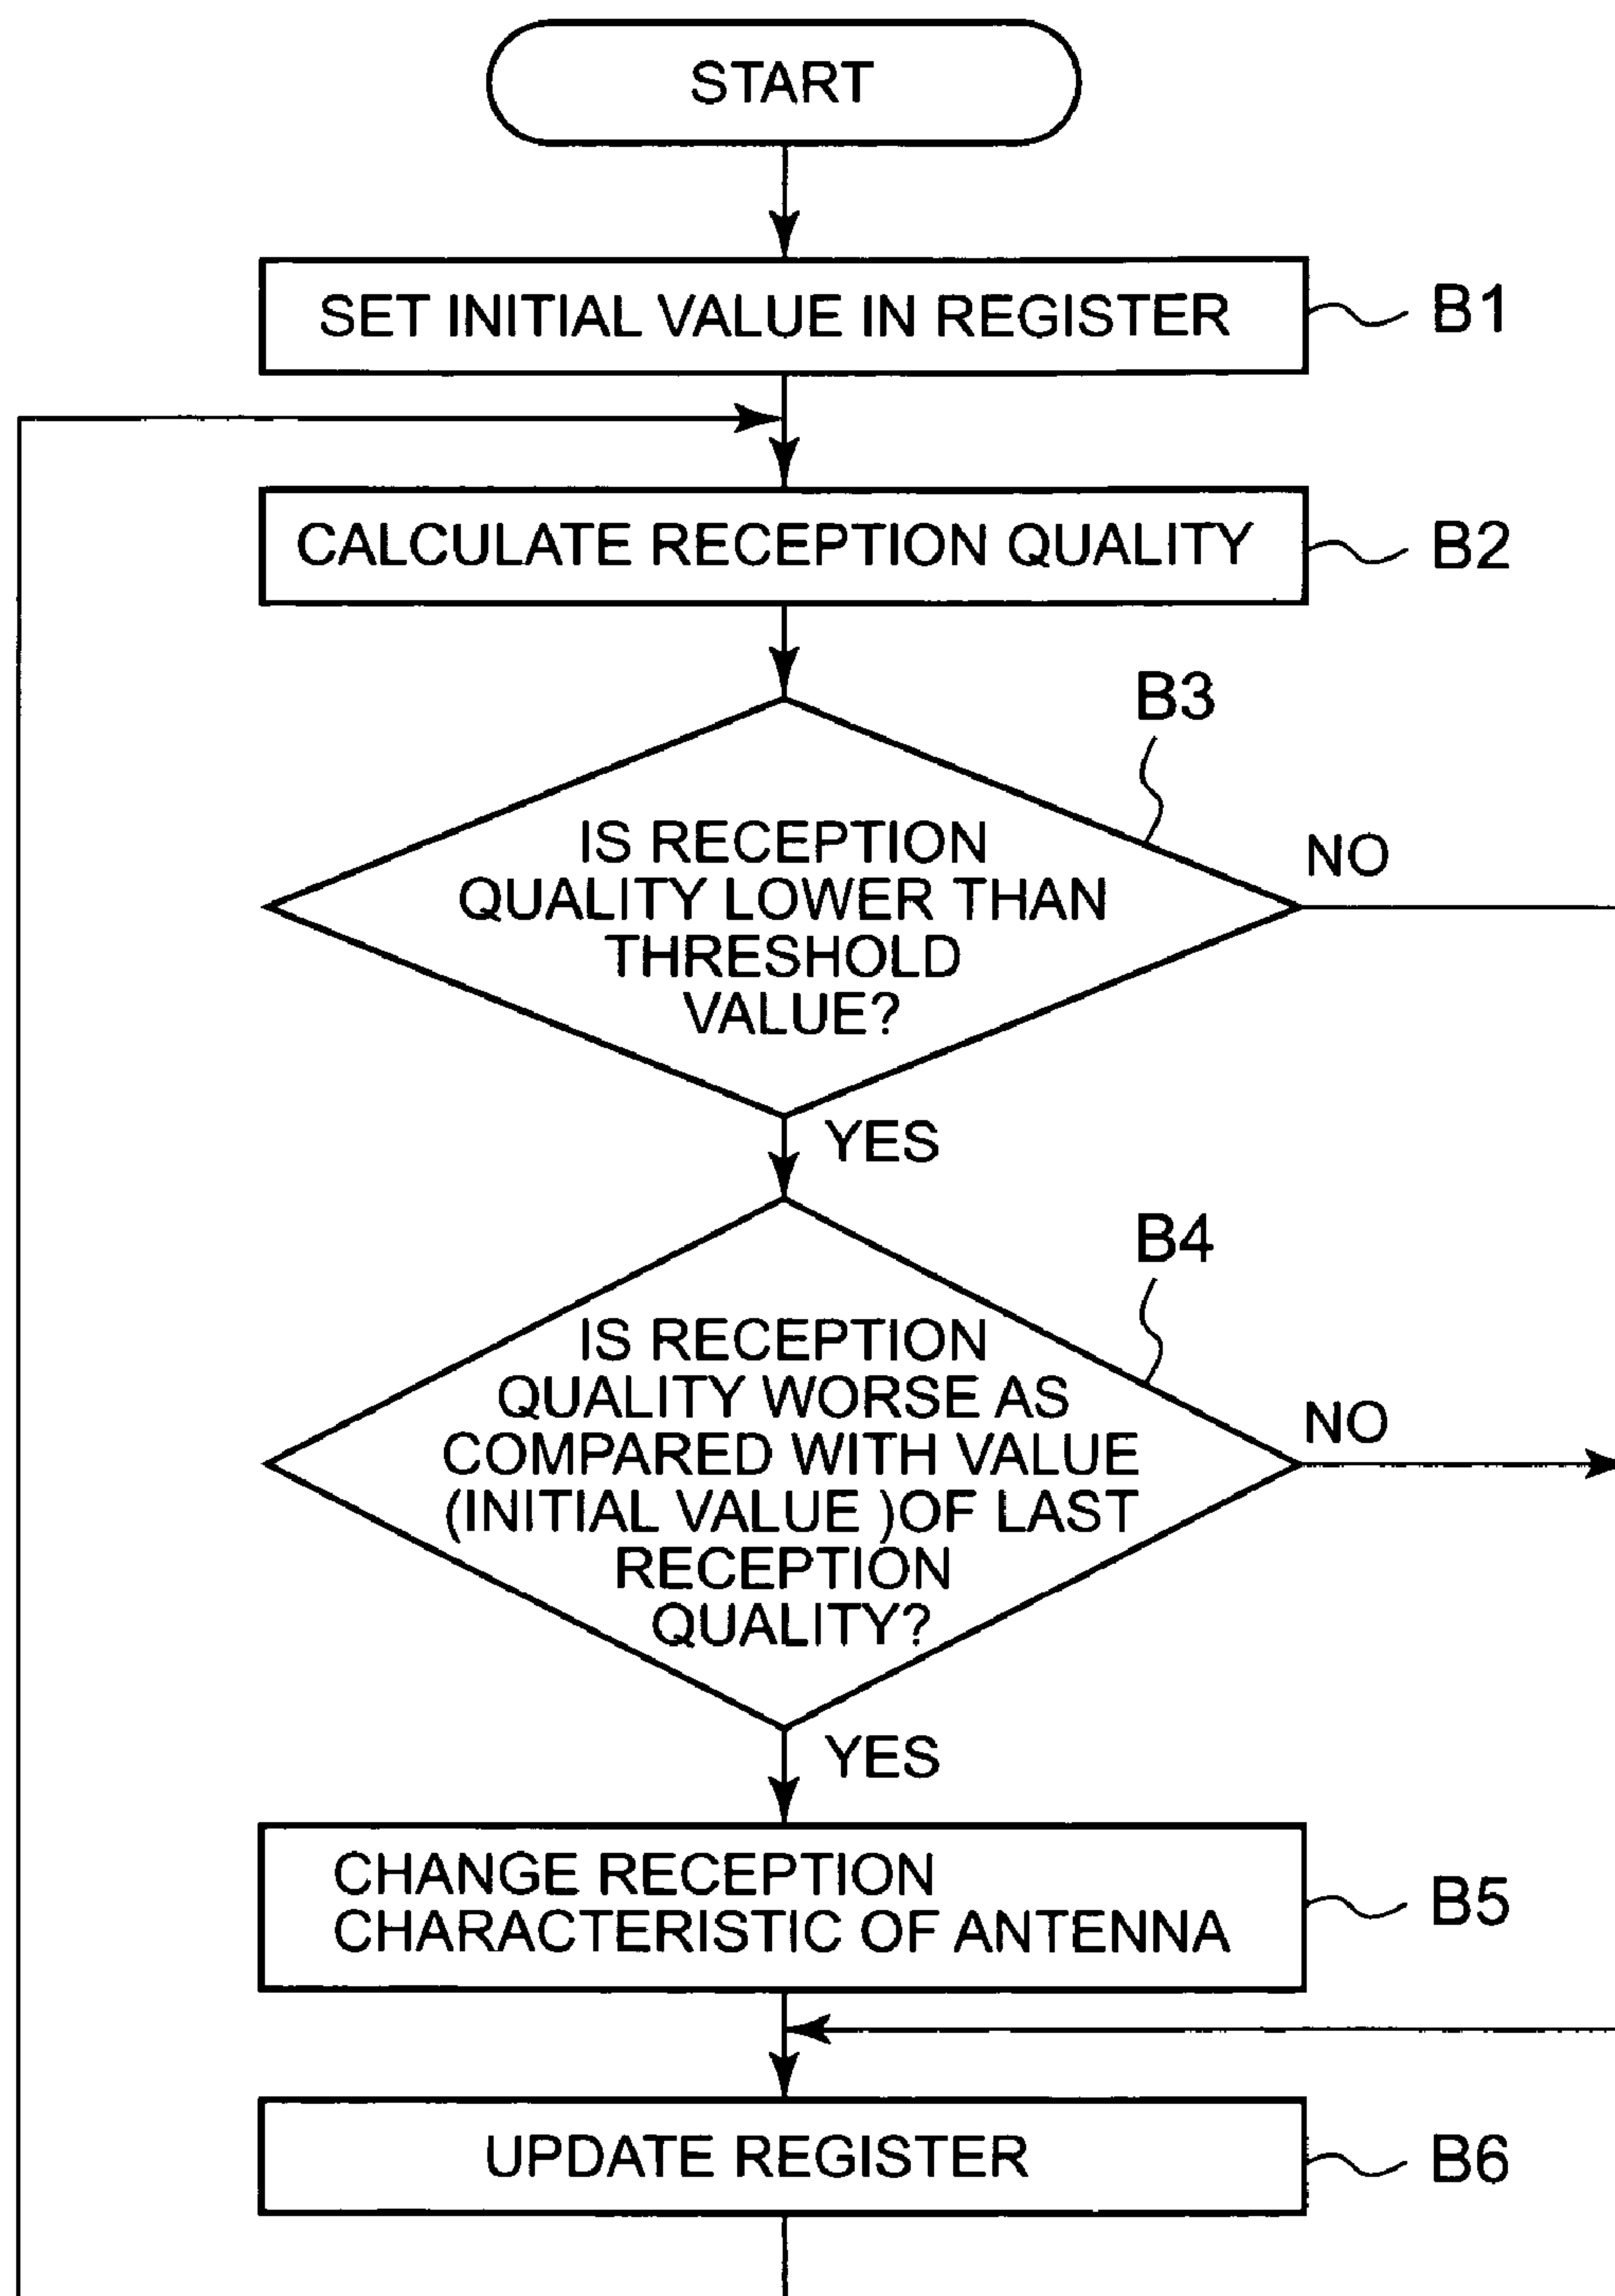 START
SET INITIAL VALUE IN REGISTER
B1
CALCULATE RECEPTION QUALITY
B2
B3
IS RECEPTION
QUALITY LOWER THAN
THRESHOLD
VALUE?
NO
YES
B4
IS RECEPTION
QUALITY WORSE AS
COMPARED WITH VALUE
(INITIAL VALUE )OF LAST
RECEPTION
QUALITY?
NO
YES
CHANGE RECEPTION
CHARACTERISTIC OF ANTENNA
B5
UPDATE REGISTER
B6